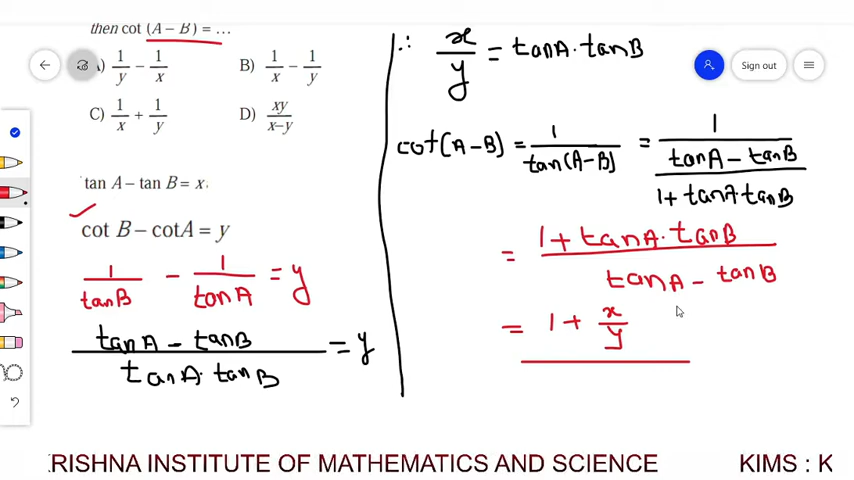 then cot (A – B) = ...
A) 1/y – 1/x B) 1/x – 1/y
C) 1/x + 1/y D) xy/x–y
tan A – tan B = x
cot B – cotA = y
1/tanB – 1/tanA = y
tanA – tanB / tanA · tanB = y
∴ x/y = tanA · tanB
cot(A–B) = 1/tan(A–B) = 1/(tanA – tanB / 1+ tanA tanB)
= 1 + tanA · tanB / tanA – tanB
= 1 + x/y
Sign out
RISHNA INSTITUTE OF MATHEMATICS AND SCIENCE KIMS : K